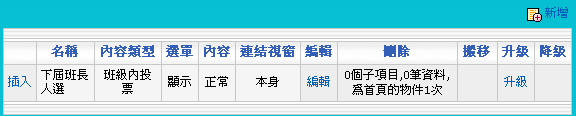 新增
名稱 內容類型 選單 內容 連結視窗 編輯 刪除 搬移 升級 降級
插入 下屆班長人選 班級內投票 顯示 正常 本身 編輯 0個子項目,0筆資料,為首頁的物件1次 升級